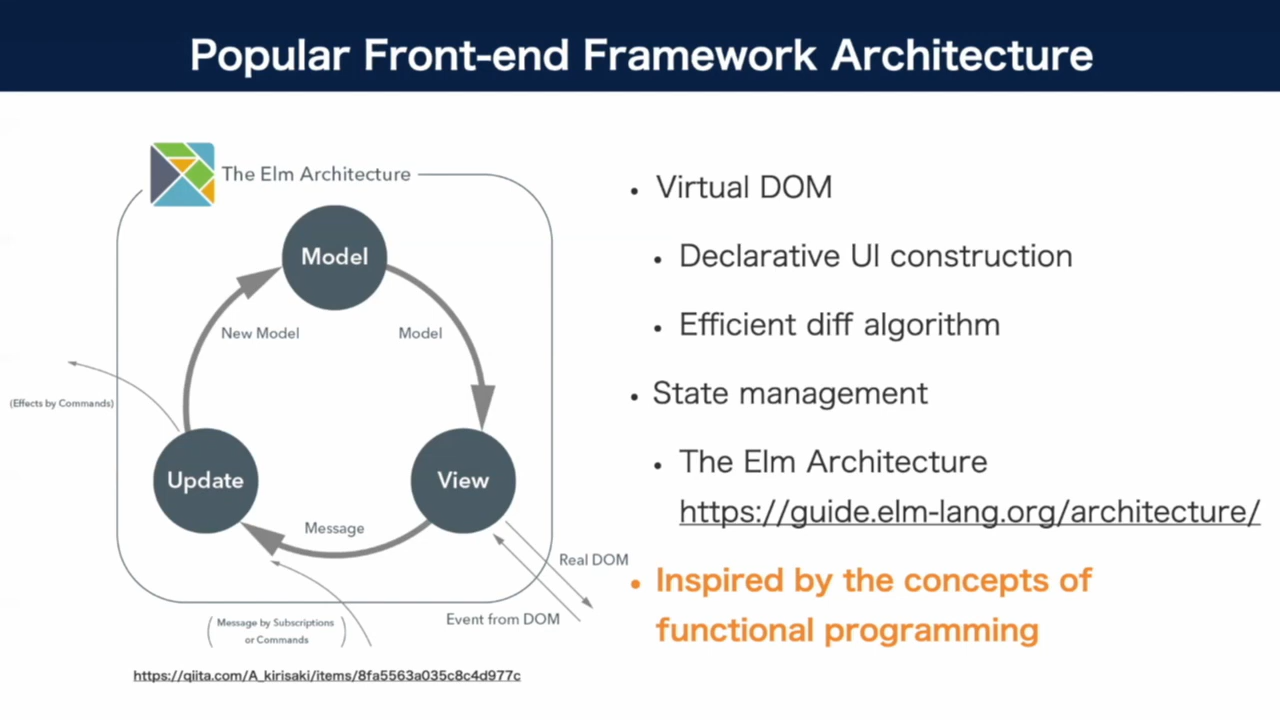 Popular Front-end Framework Architecture
The Elm Architecture
Model
New Model
Model
(Effects by Commands)
Update
View
Message
Real DOM
Event from DOM
(Message by Subscriptions
or Commands)
https://qiita.com/A_kirisaki/items/8fa5563a035c8c4d977c
• Virtual DOM
• Declarative UI construction
• Efficient diff algorithm
• State management
• The Elm Architecture
https://guide.elm-lang.org/architecture/
• Inspired by the concepts of
functional programming